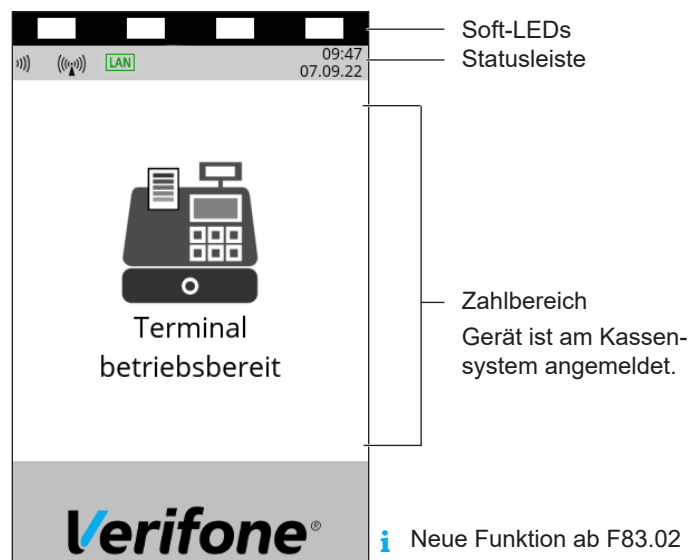 Soft-LEDs
LAN
09:47
Statusleiste
07.09.22
Terminal
betriebsbereit
Zahlbereich
Gerät ist am Kassen-
system angemeldet.
Verifone®
i Neue Funktion ab F83.02